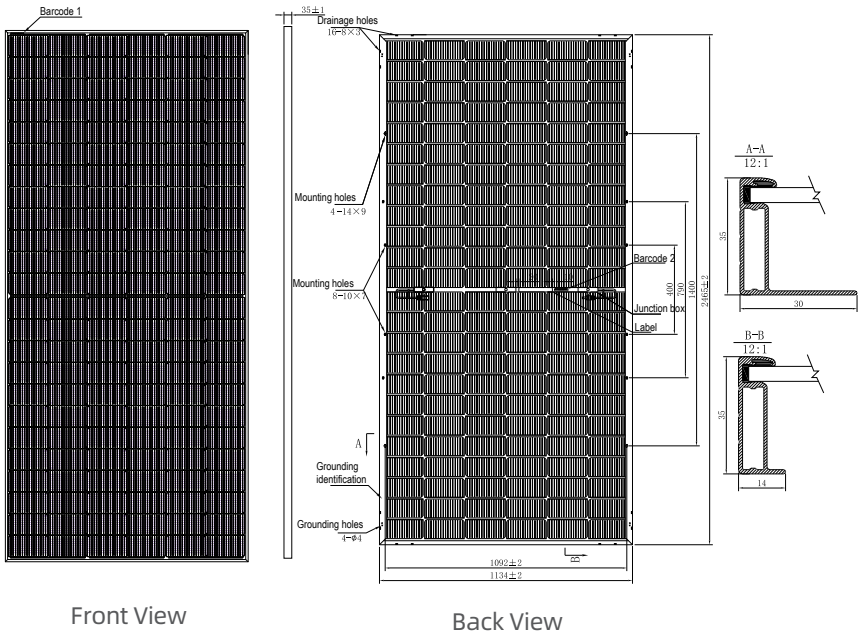 Barcode 1
35±1
Drainage holes
16-8×3
Mounting holes
4-14×9
Mounting holes
8-10×7
Barcode 2
Junction box
Label
400
790
1400
2465±2
A
Grounding
identification
Grounding holes
4-φ4
B
1092±2
1134±2
A-A
12:1
35
30
B-B
12:1
35
14
Front View
Back View